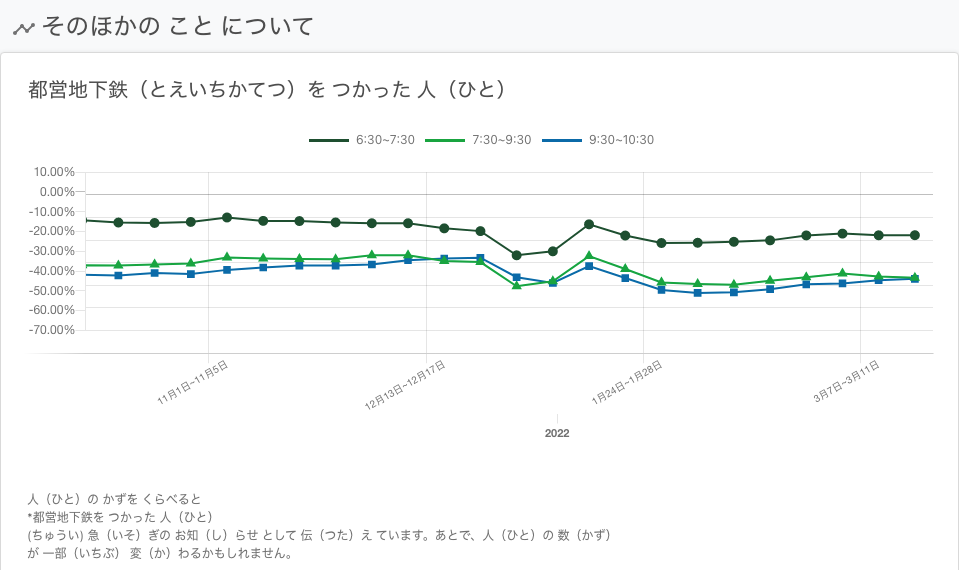 そのほかの こと について
都営地下鉄（とえいちかてつ）を つかった 人（ひと）
6:30~7:30 7:30~9:30 9:30~10:30
10.00%
0.00%
-10.00%
-20.00%
-30.00%
-40.00%
-50.00%
-60.00%
-70.00%
11月1日~11月5日 12月13日~12月17日 1月24日~1月28日 3月7日~3月11日
2022
人（ひと）の かずを くらべると
*都営地下鉄を つかった 人（ひと）
(ちゅうい) 急（いそ）ぎの お知（し）らせ として 伝（つた）え ています。あとで、人（ひと）の 数（かず）
が 一部（いちぶ） 変（か）わるかもしれません。